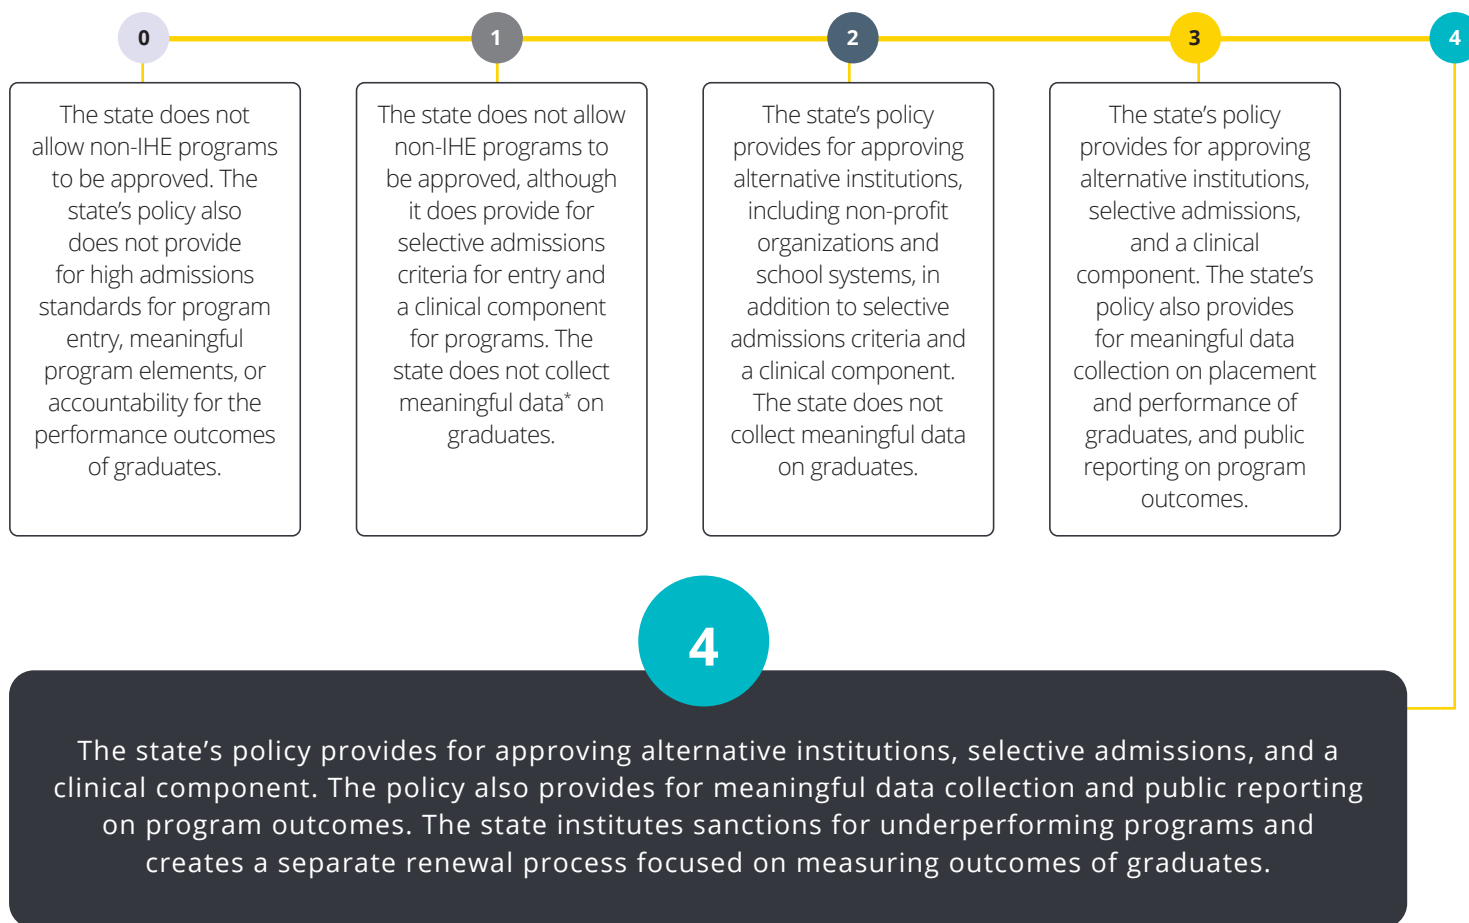 0
1
2
3
4
The state does not
allow non-IHE programs
to be approved. The
state’s policy also
does not provide
for high admissions
standards for program
entry, meaningful
program elements, or
accountability for the
performance outcomes
of graduates.
The state does not allow
non-IHE programs to
be approved, although
it does provide for
selective admissions
criteria for entry and
a clinical component
for programs. The
state does not collect
meaningful data* on
graduates.
The state’s policy
provides for approving
alternative institutions,
including non-profit
organizations and
school systems, in
addition to selective
admissions criteria and
a clinical component.
The state does not
collect meaningful data
on graduates.
The state’s policy
provides for approving
alternative institutions,
selective admissions,
and a clinical
component. The state’s
policy also provides
for meaningful data
collection on placement
and performance of
graduates, and public
reporting on program
outcomes.
4
The state’s policy provides for approving alternative institutions, selective admissions, and a
clinical component. The policy also provides for meaningful data collection and public reporting
on program outcomes. The state institutes sanctions for underperforming programs and
creates a separate renewal process focused on measuring outcomes of graduates.